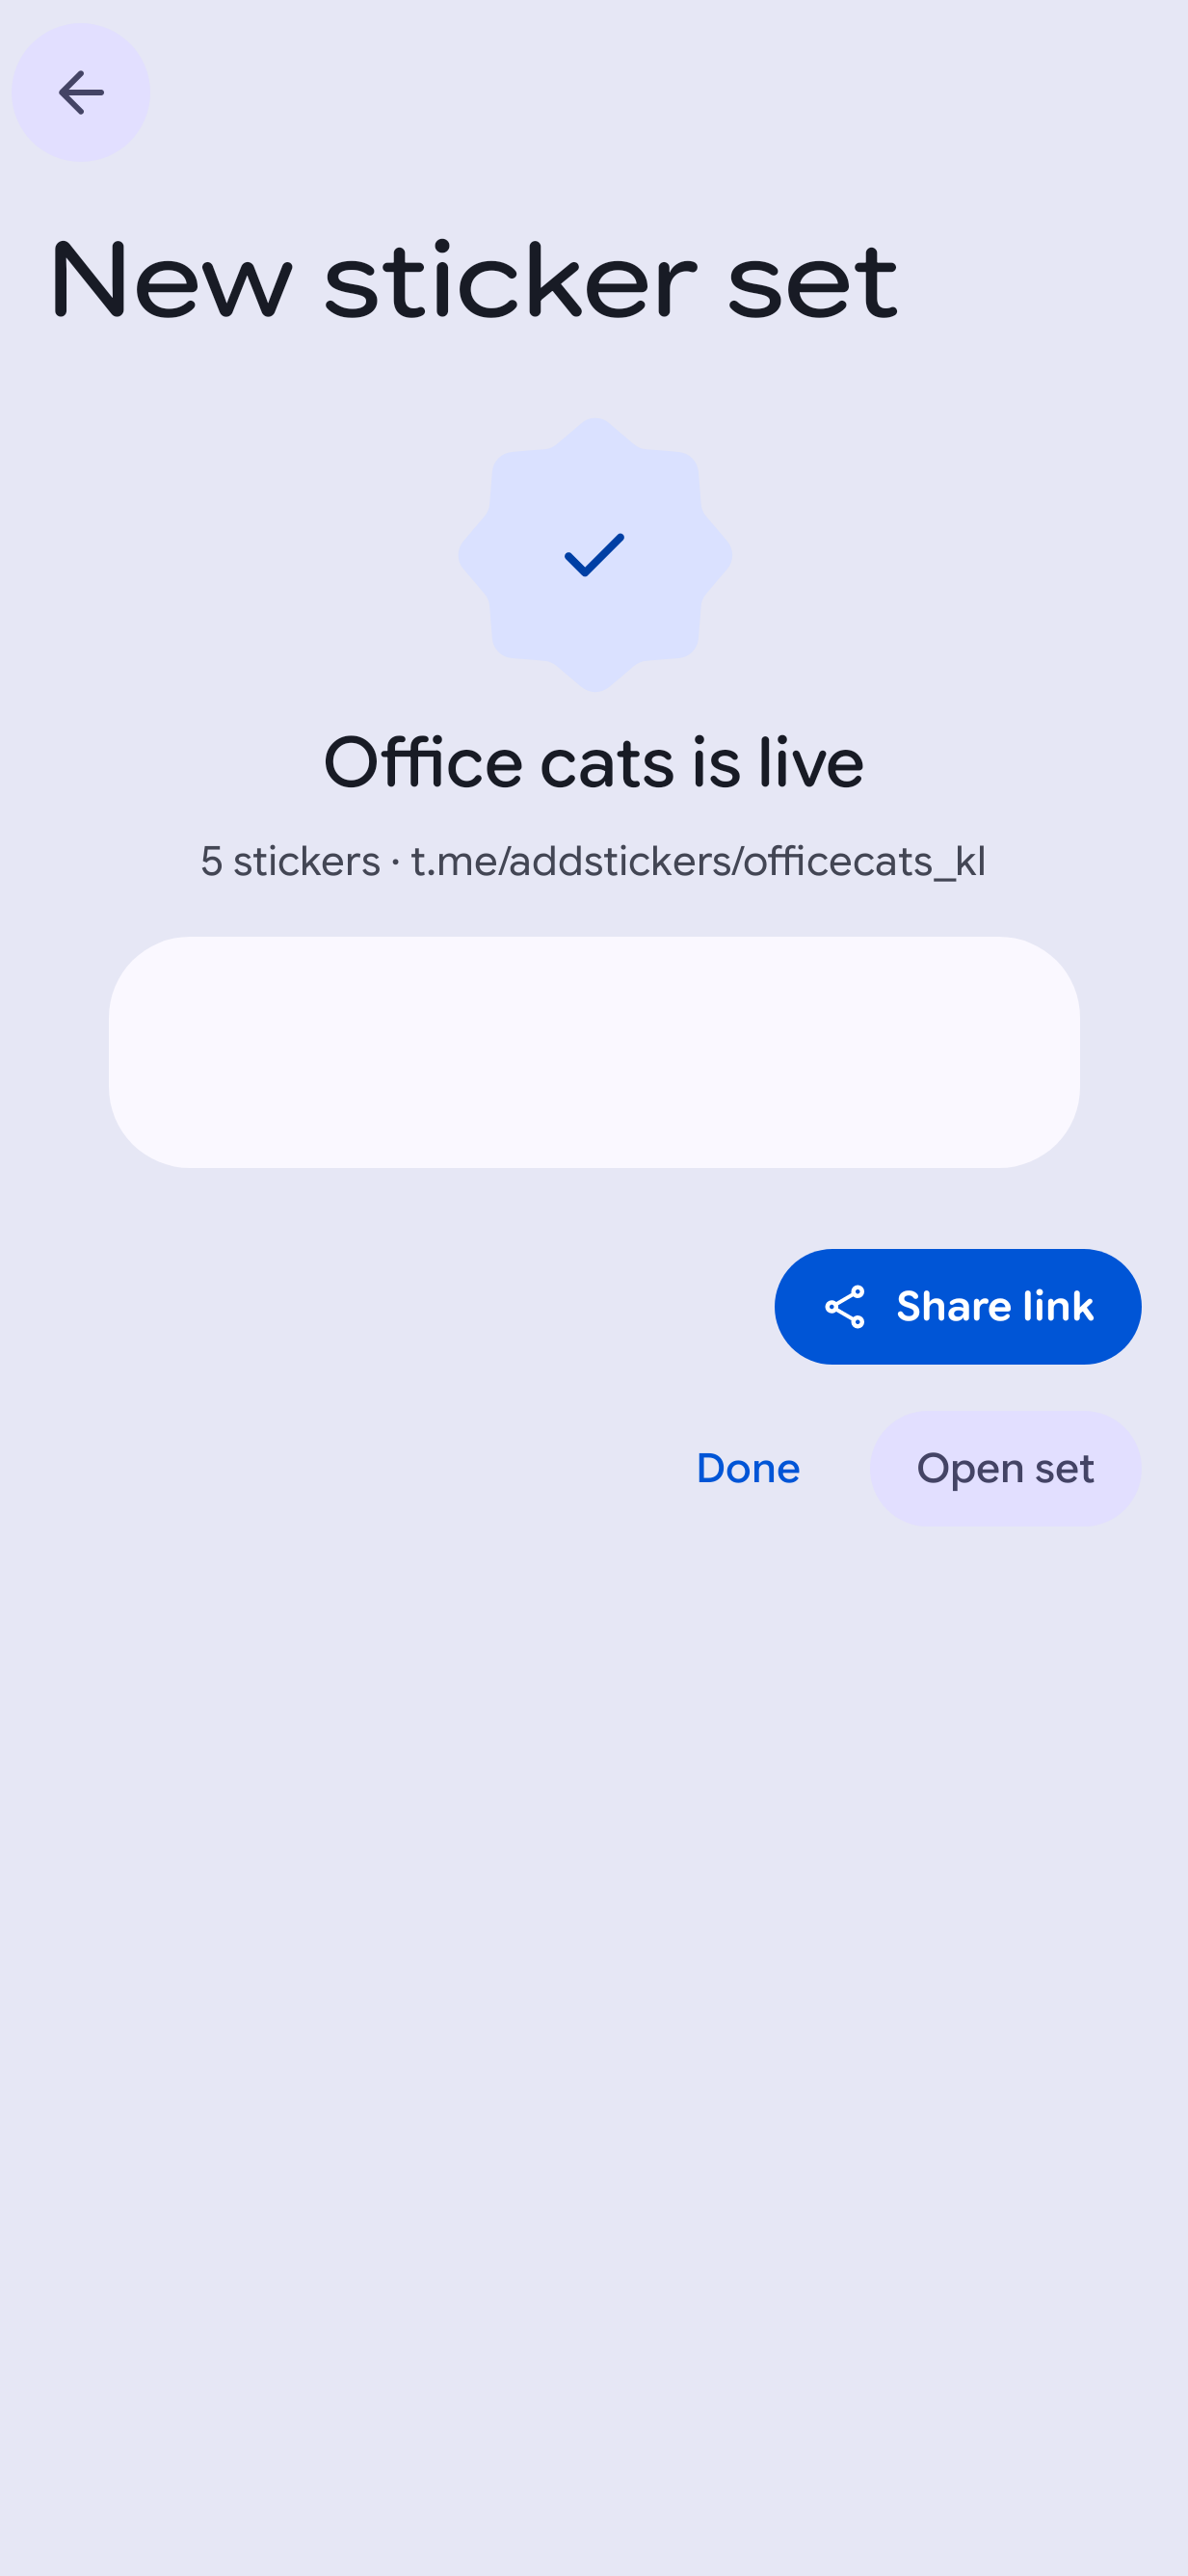 New sticker set
Office cats is live
5 stickers · t.me/addstickers/officecats_kl
Share link
Done
Open set